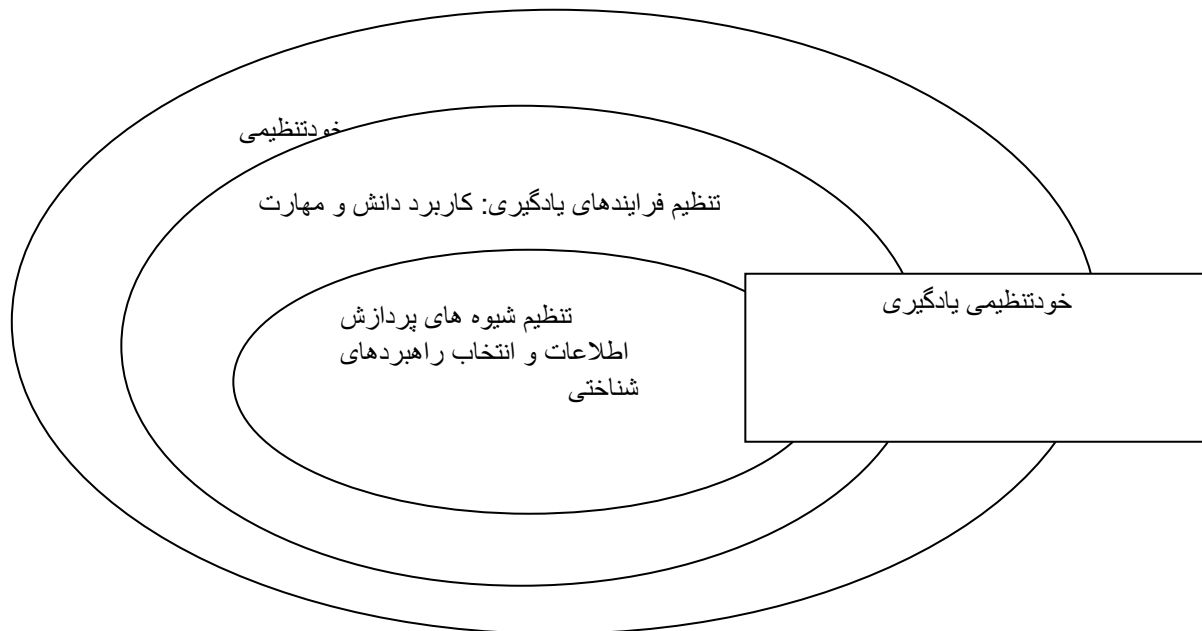 خودتنظیمی
تنظیم فرایندهای یادگیری: کاربرد دانش و مهارت
خودتنظیمی یادگیری
تنظیم شیوه های پردازش
اطلاعات و انتخاب راهبردهای
شناختی